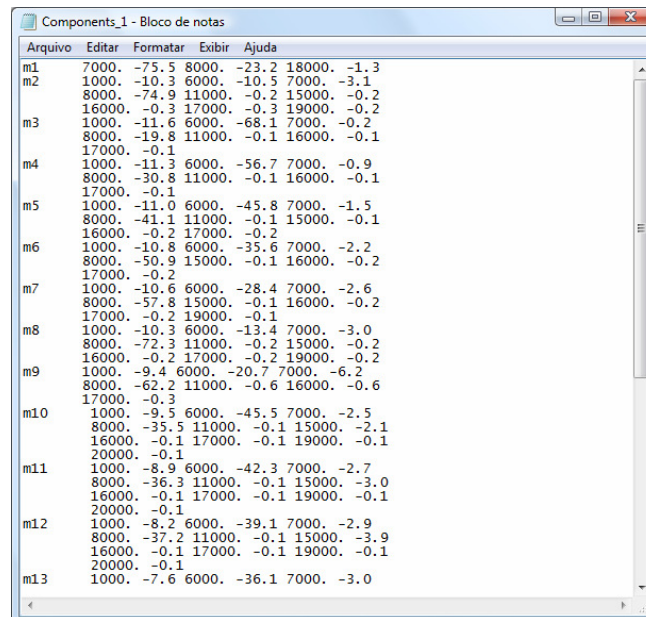 Components_1 - Bloco de notas
Arquivo Editar Formatar Exibir Ajuda
m1 7000. -75.5 8000. -23.2 18000. -1.3
m2 1000. -10.3 6000. -10.5 7000. -3.1
8000. -74.9 11000. -0.2 15000. -0.2
16000. -0.3 17000. -0.3 19000. -0.2
m3 1000. -11.6 6000. -68.1 7000. -0.2
8000. -19.8 11000. -0.1 16000. -0.1
17000. -0.1
m4 1000. -11.3 6000. -56.7 7000. -0.9
8000. -30.8 11000. -0.1 16000. -0.1
17000. -0.1
m5 1000. -11.0 6000. -45.8 7000. -1.5
8000. -41.1 11000. -0.1 15000. -0.1
16000. -0.2 17000. -0.2
m6 1000. -10.8 6000. -35.6 7000. -2.2
8000. -50.9 15000. -0.1 16000. -0.2
17000. -0.2
m7 1000. -10.6 6000. -28.4 7000. -2.6
8000. -57.8 15000. -0.1 16000. -0.2
17000. -0.2 19000. -0.1
m8 1000. -10.3 6000. -13.4 7000. -3.0
8000. -72.3 11000. -0.2 15000. -0.2
16000. -0.2 17000. -0.2 19000. -0.2
m9 1000. -9.4 6000. -20.7 7000. -6.2
8000. -62.2 11000. -0.6 16000. -0.6
17000. -0.3
m10 1000. -9.5 6000. -45.5 7000. -2.5
8000. -35.5 11000. -0.1 15000. -2.1
16000. -0.1 17000. -0.1 19000. -0.1
20000. -0.1
m11 1000. -8.9 6000. -42.3 7000. -2.7
8000. -36.3 11000. -0.1 15000. -3.0
16000. -0.1 17000. -0.1 19000. -0.1
20000. -0.1
m12 1000. -8.2 6000. -39.1 7000. -2.9
8000. -37.2 11000. -0.1 15000. -3.9
16000. -0.1 17000. -0.1 19000. -0.1
20000. -0.1
m13 1000. -7.6 6000. -36.1 7000. -3.0